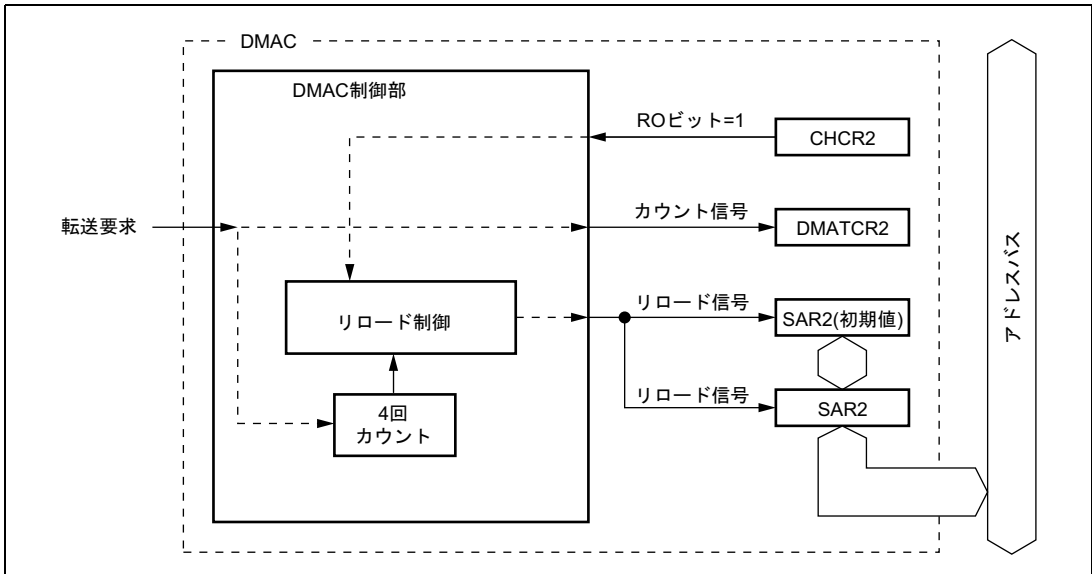 DMAC
DMAC制御部
ROビット=1
CHCR2
転送要求
カウント信号
DMATCR2
リロード制御
リロード信号
SAR2(初期値)
4回
カウント
リロード信号
SAR2
アドレスバス